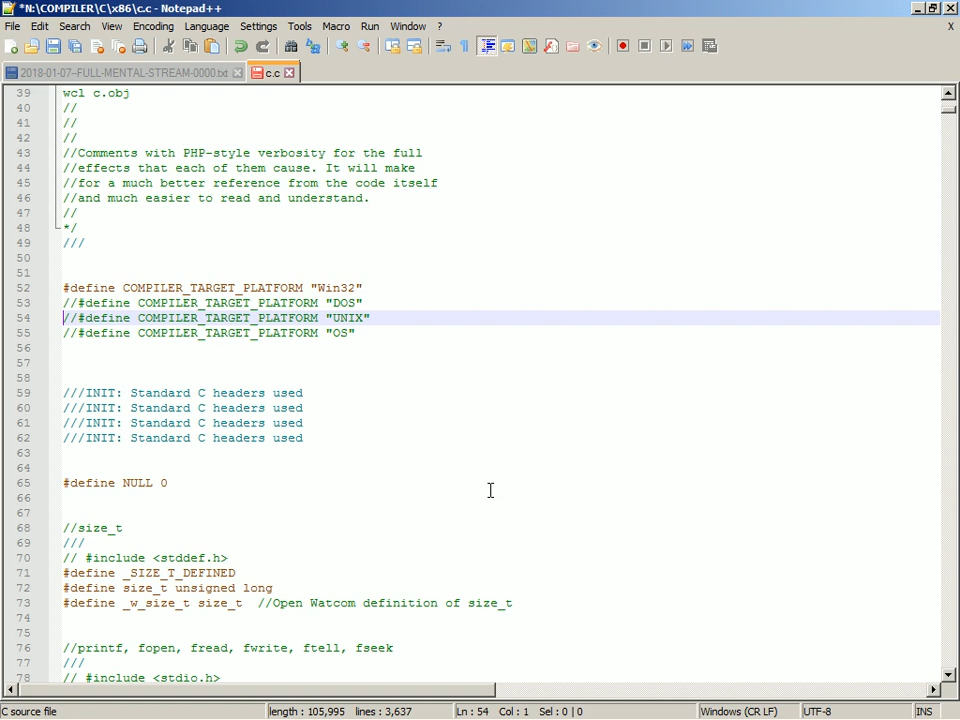 *N:\COMPILER\C\x86\c.c - Notepad++
File Edit Search View Encoding Language Settings Tools Macro Run Window ? X
2018-01-07--FULL-MENTAL-STREAM-0000.txt c.c
39 wcl c.obj
40 //
41 //
42 //
43 //Comments with PHP-style verbosity for the full
44 //effects that each of them cause. It will make
45 //for a much better reference from the code itself
46 //and much easier to read and understand.
47 //
48 */
49 ///
50
51
52 #define COMPILER_TARGET_PLATFORM "Win32"
53 //#define COMPILER_TARGET_PLATFORM "DOS"
54 //#define COMPILER_TARGET_PLATFORM "UNIX"
55 //#define COMPILER_TARGET_PLATFORM "OS"
56
57
58
59 ///INIT: Standard C headers used
60 ///INIT: Standard C headers used
61 ///INIT: Standard C headers used
62 ///INIT: Standard C headers used
63
64
65 #define NULL 0
66
67
68 //size_t
69 ///
70 // #include <stddef.h>
71 #define _SIZE_T_DEFINED
72 #define size_t unsigned long
73 #define _w_size_t size_t  //Open Watcom definition of size_t
74
75
76 //printf, fopen, fread, fwrite, ftell, fseek
77 ///
78 // #include <stdio.h>
C source file length : 105,995 lines : 3,637 Ln : 54 Col : 1 Sel : 0 | 0 Windows (CR LF) UTF-8 INS